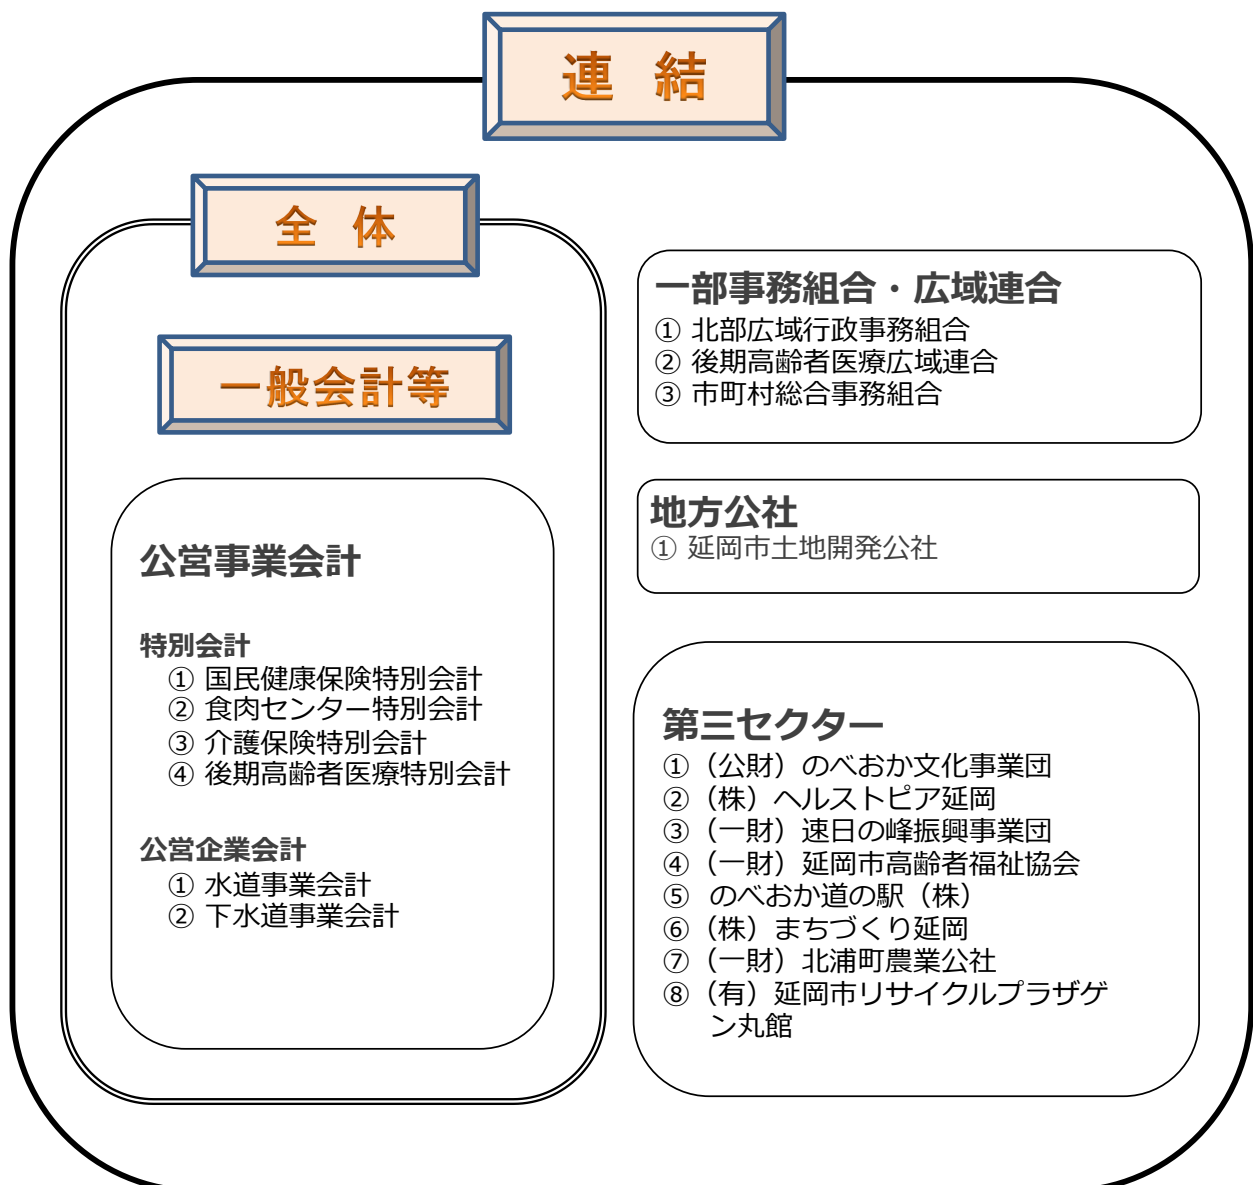 連 結
全 体
一般会計等
公営事業会計
特別会計
① 国民健康保険特別会計
② 食肉センター特別会計
③ 介護保険特別会計
④ 後期高齢者医療特別会計
公営企業会計
① 水道事業会計
② 下水道事業会計
一部事務組合・広域連合
① 北部広域行政事務組合
② 後期高齢者医療広域連合
③ 市町村総合事務組合
地方公社
① 延岡市土地開発公社
第三セクター
①（公財）のべおか文化事業団
②（株）ヘルストピア延岡
③（一財）速日の峰振興事業団
④（一財）延岡市高齢者福祉協会
⑤ のべおか道の駅（株）
⑥（株）まちづくり延岡
⑦（一財）北浦町農業公社
⑧（有）延岡市リサイクルプラザゲ
ン丸館